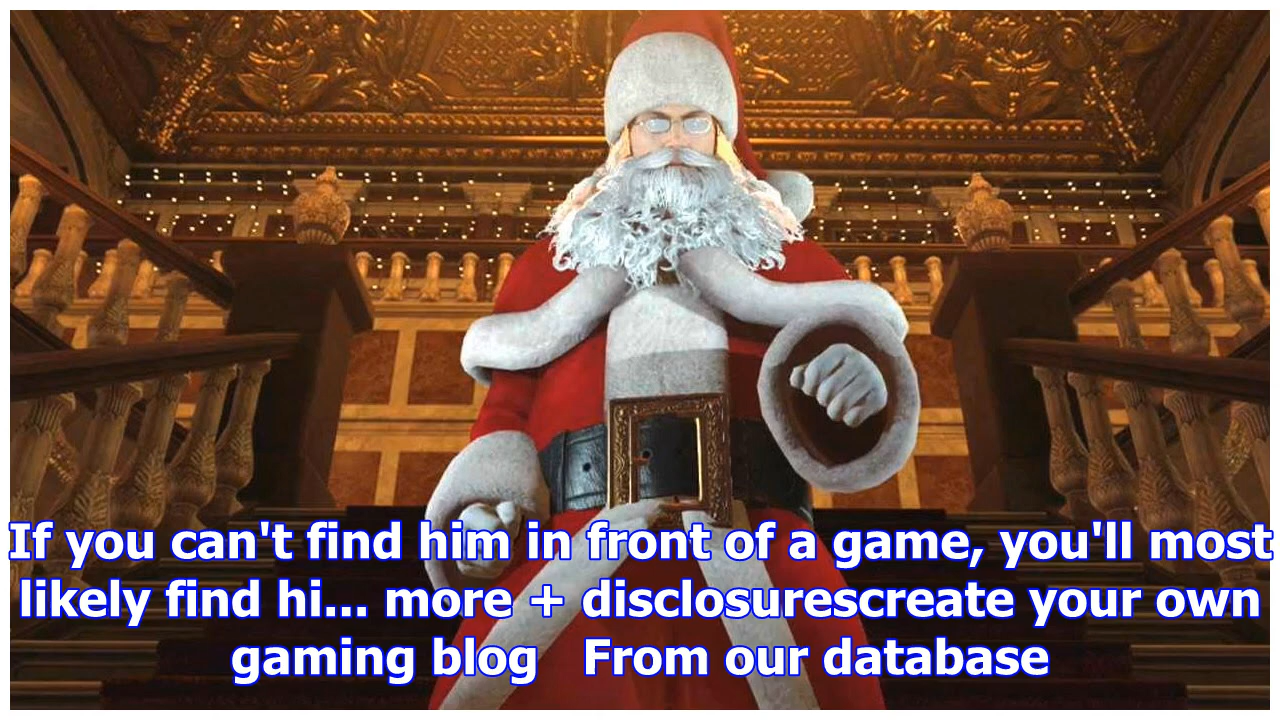 If you can't find him in front of a game, you'll most
likely find hi... more + disclosurescreate your own
gaming blog   From our database